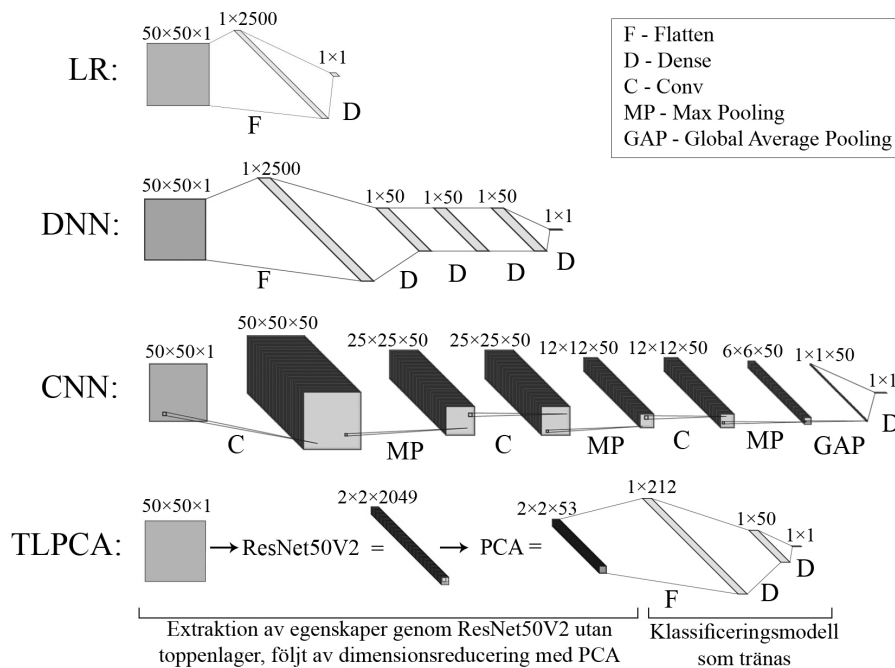 LR:
50×50×1
1×2500
1×1
F
D
F - Flatten
D - Dense
C - Conv
MP - Max Pooling
GAP - Global Average Pooling
DNN:
50×50×1
1×2500
1×50
1×50
1×50
1×1
F
D
D
D
D
CNN:
50×50×1
50×50×50
25×25×50
25×25×50
12×12×50
12×12×50
6×6×50
1×1×50
1×1
C
MP
C
MP
C
MP
GAP
D
TLPCA:
50×50×1
ResNet50V2 =
2×2×2049
PCA =
2×2×53
1×212
1×50
1×1
F
D
D
Extraktion av egenskaper genom ResNet50V2 utan
toppenlager, följt av dimensionsreducering med PCA
Klassificeringsmodell
som tränas